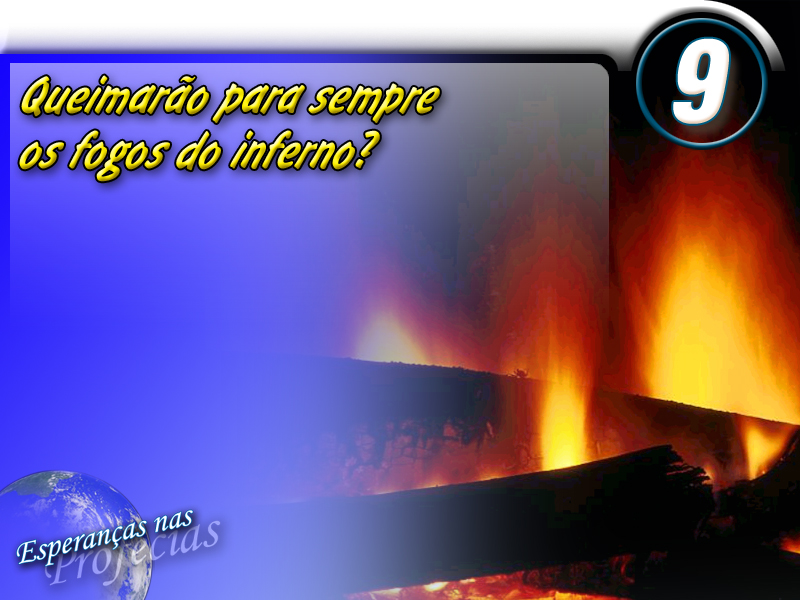 9
Queimarão para sempre
os fogos do inferno?
Esperanças nas
Profecias